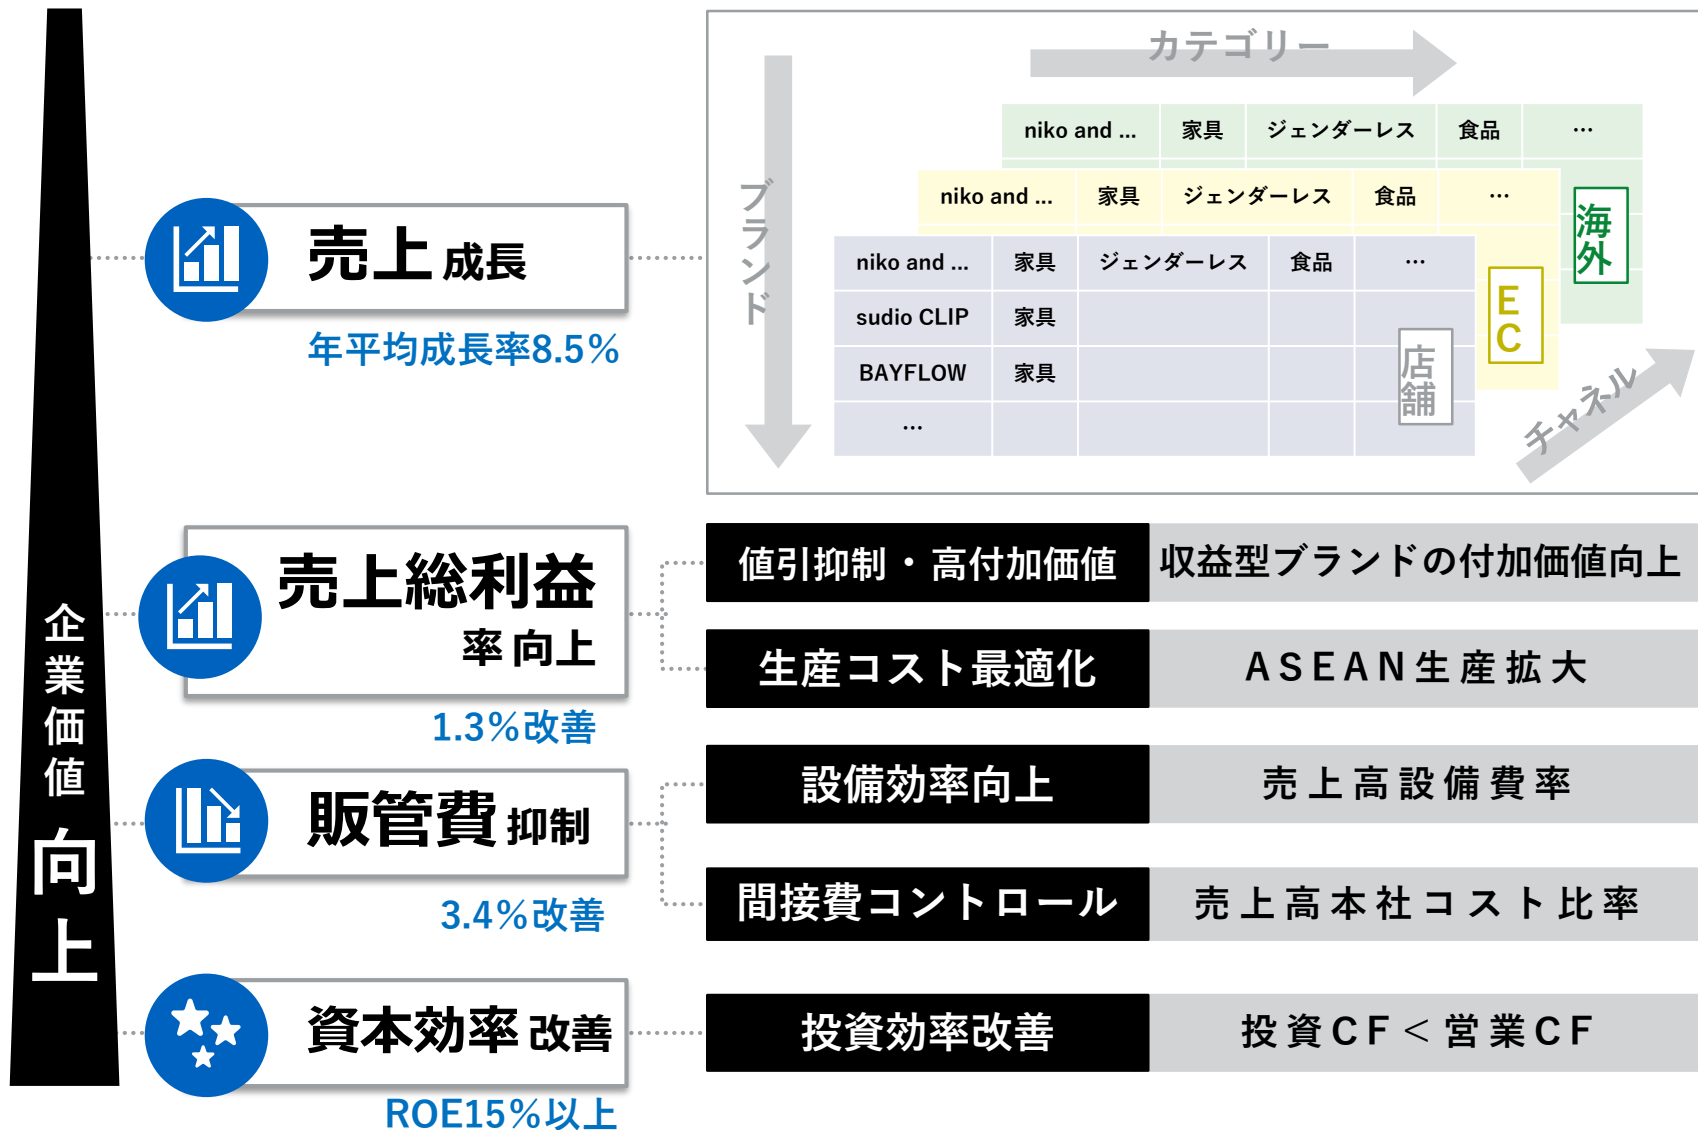 企業価値
向上
売上 成長
年平均成長率8.5%
カテゴリー
ブランド
チャネル
niko and ... 家具 ジェンダーレス 食品 …
海外
niko and ... 家具 ジェンダーレス 食品 …
EC
niko and ... 家具 ジェンダーレス 食品 …
sudio CLIP 家具
BAYFLOW 家具
…
店舗
売上総利益
率向上
1.3%改善
値引抑制・高付加価値 収益型ブランドの付加価値向上
生産コスト最適化 ASEAN生産拡大
販管費 抑制
3.4%改善
設備効率向上 売上高設備費率
間接費コントロール 売上高本社コスト比率
資本効率 改善
ROE15%以上
投資効率改善 投資CF<営業CF